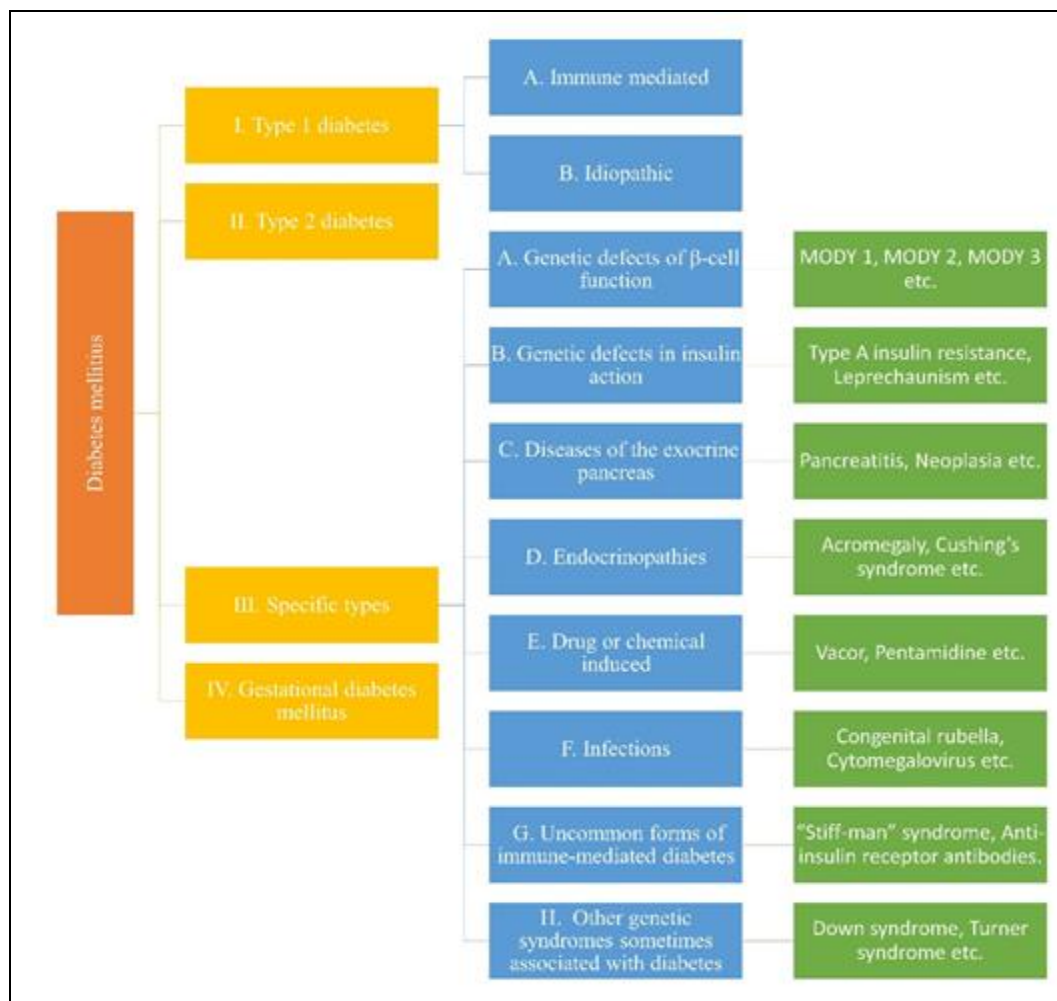 Diabetes mellitius
I. Type 1 diabetes
A. Immune mediated
B. Idiopathic
II. Type 2 diabetes
III. Specific types
A. Genetic defects of β-cell
function
MODY 1, MODY 2, MODY 3
etc.
B. Genetic defects in insulin
action
Type A insulin resistance,
Leprechaunism etc.
C. Diseases of the exocrine
pancreas
Pancreatitis, Neoplasia etc.
D. Endocrinopathies
Acromegaly, Cushing's
syndrome etc.
E. Drug or chemical
induced
Vacor, Pentamidine etc.
F. Infections
Congenital rubella,
Cytomegalovirus etc.
G. Uncommon forms of
immune-mediated diabetes
“Stiff-man” syndrome, Anti-
insulin receptor antibodies.
H. Other genetic
syndromes sometimes
associated with diabetes
Down syndrome, Turner
syndrome etc.
IV. Gestational diabetes
mellitus